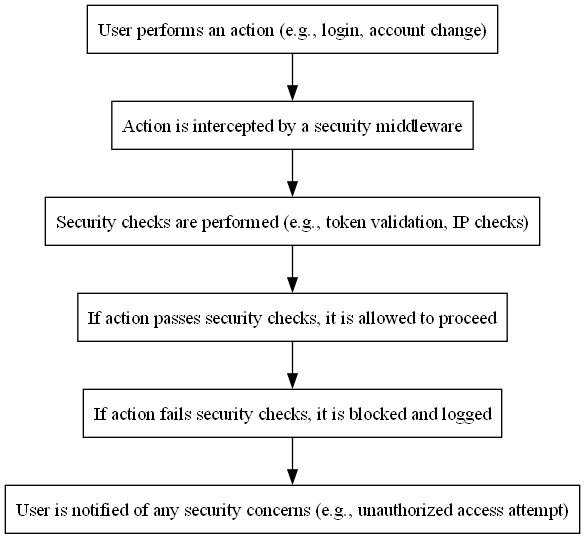 User performs an action (e.g., login, account change)
Action is intercepted by a security middleware
Security checks are performed (e.g., token validation, IP checks)
If action passes security checks, it is allowed to proceed
If action fails security checks, it is blocked and logged
User is notified of any security concerns (e.g., unauthorized access attempt)